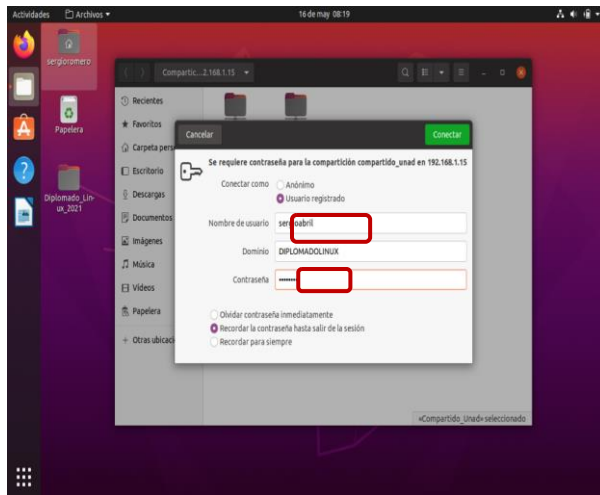 Actividades
Archivos
16 de may 08:19
sergioromero
Papelera
Diplomado_Lin-
ux_2021
Compartic...2.168.1.15
Recientes
Favoritos
Carpeta pers
Escritorio
Descargas
Documentos
Imágenes
Música
Vídeos
Papelera
Otras ubicaci
Cancelar
Conectar
Se requiere contraseña para la compartición compartido_unad en 192.168.1.15
Conectar como
Anónimo
Usuario registrado
Nombre de usuario
Dominio
DIPLOMADOLINUX
Contraseña
Olvidar contraseña inmediatamente
Recordar la contraseña hasta salir de la sesión
Recordar para siempre
«Compartido_Unad» seleccionado